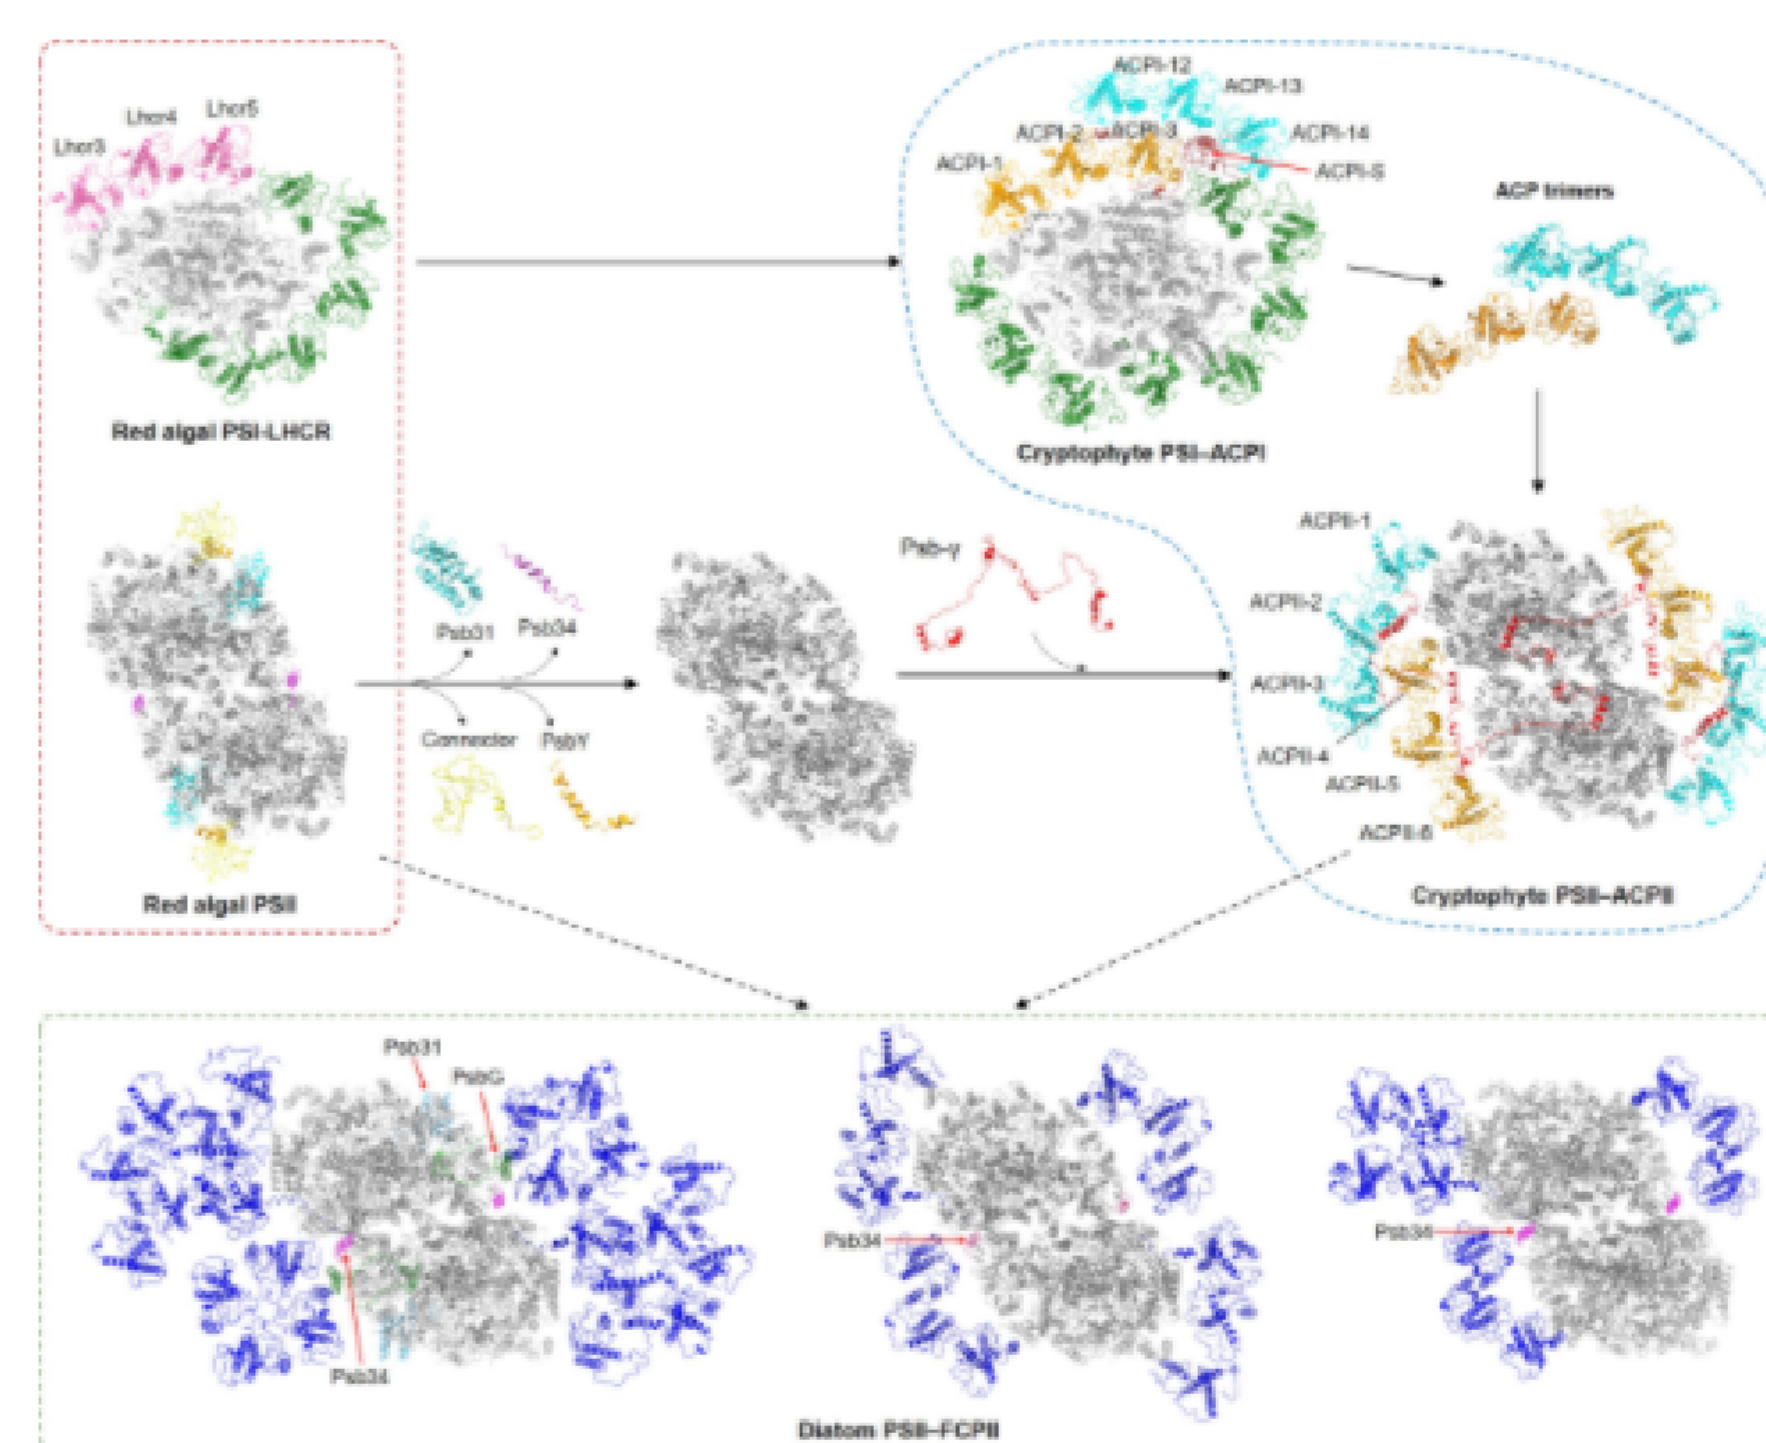 ACPI-12
ACPI-13
Lhcr5
Lhcr4
Lhcr3
ACPI-2
ACPI-3
ACPI-14
ACPI-1
ACPI-S
ACP trimers
Red algal PSI-LHCR
Cryptophyte PSI–ACPI
ACPII-1
Psb-γ
ACPII-2
Psb31
Psb34
ACPII-3
Connector
PsbY
ACPII-4
ACPII-5
ACPII-6
Red algal PSII
Cryptophyte PSII–ACPII
Psb31
PsbG
Psb34
Psb34
Psb34
Diatom PSII–FCPII